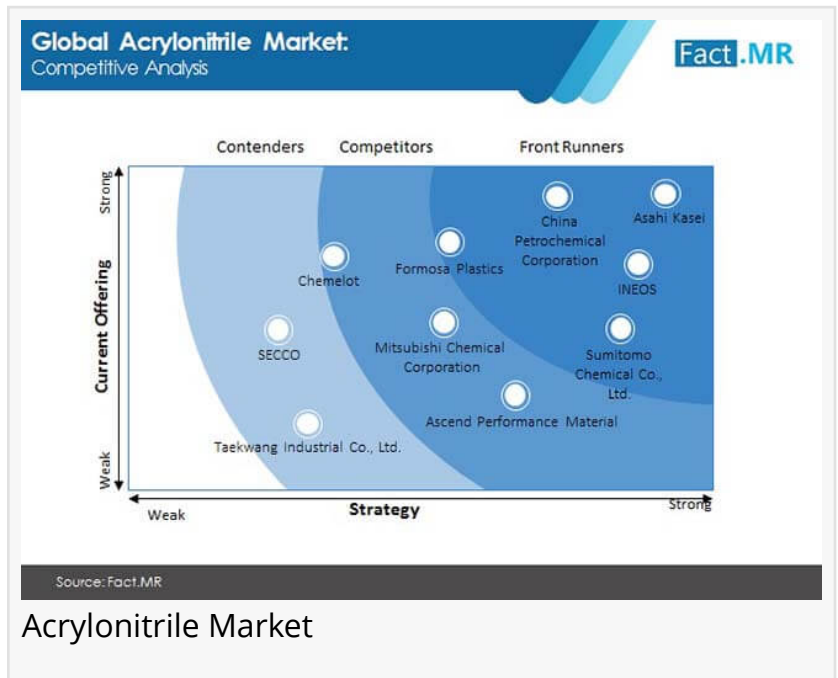 Global Acrylonitrile Market:
Competitive Analysis
Fact.MR
Contenders
Competitors
Front Runners
Strong
Current Offering
Weak
China
Petrochemical
Corporation
Asahi Kasei
Formosa Plastics
Chemelot
INEOS
SECCO
Mitsubishi Chemical
Corporation
Sumitomo
Chemical Co.,
Ltd.
Ascend Performance Material
Taekwang Industrial Co., Ltd.
Weak
Strategy
Strong
Source: Fact.MR
Acrylonitrile Market